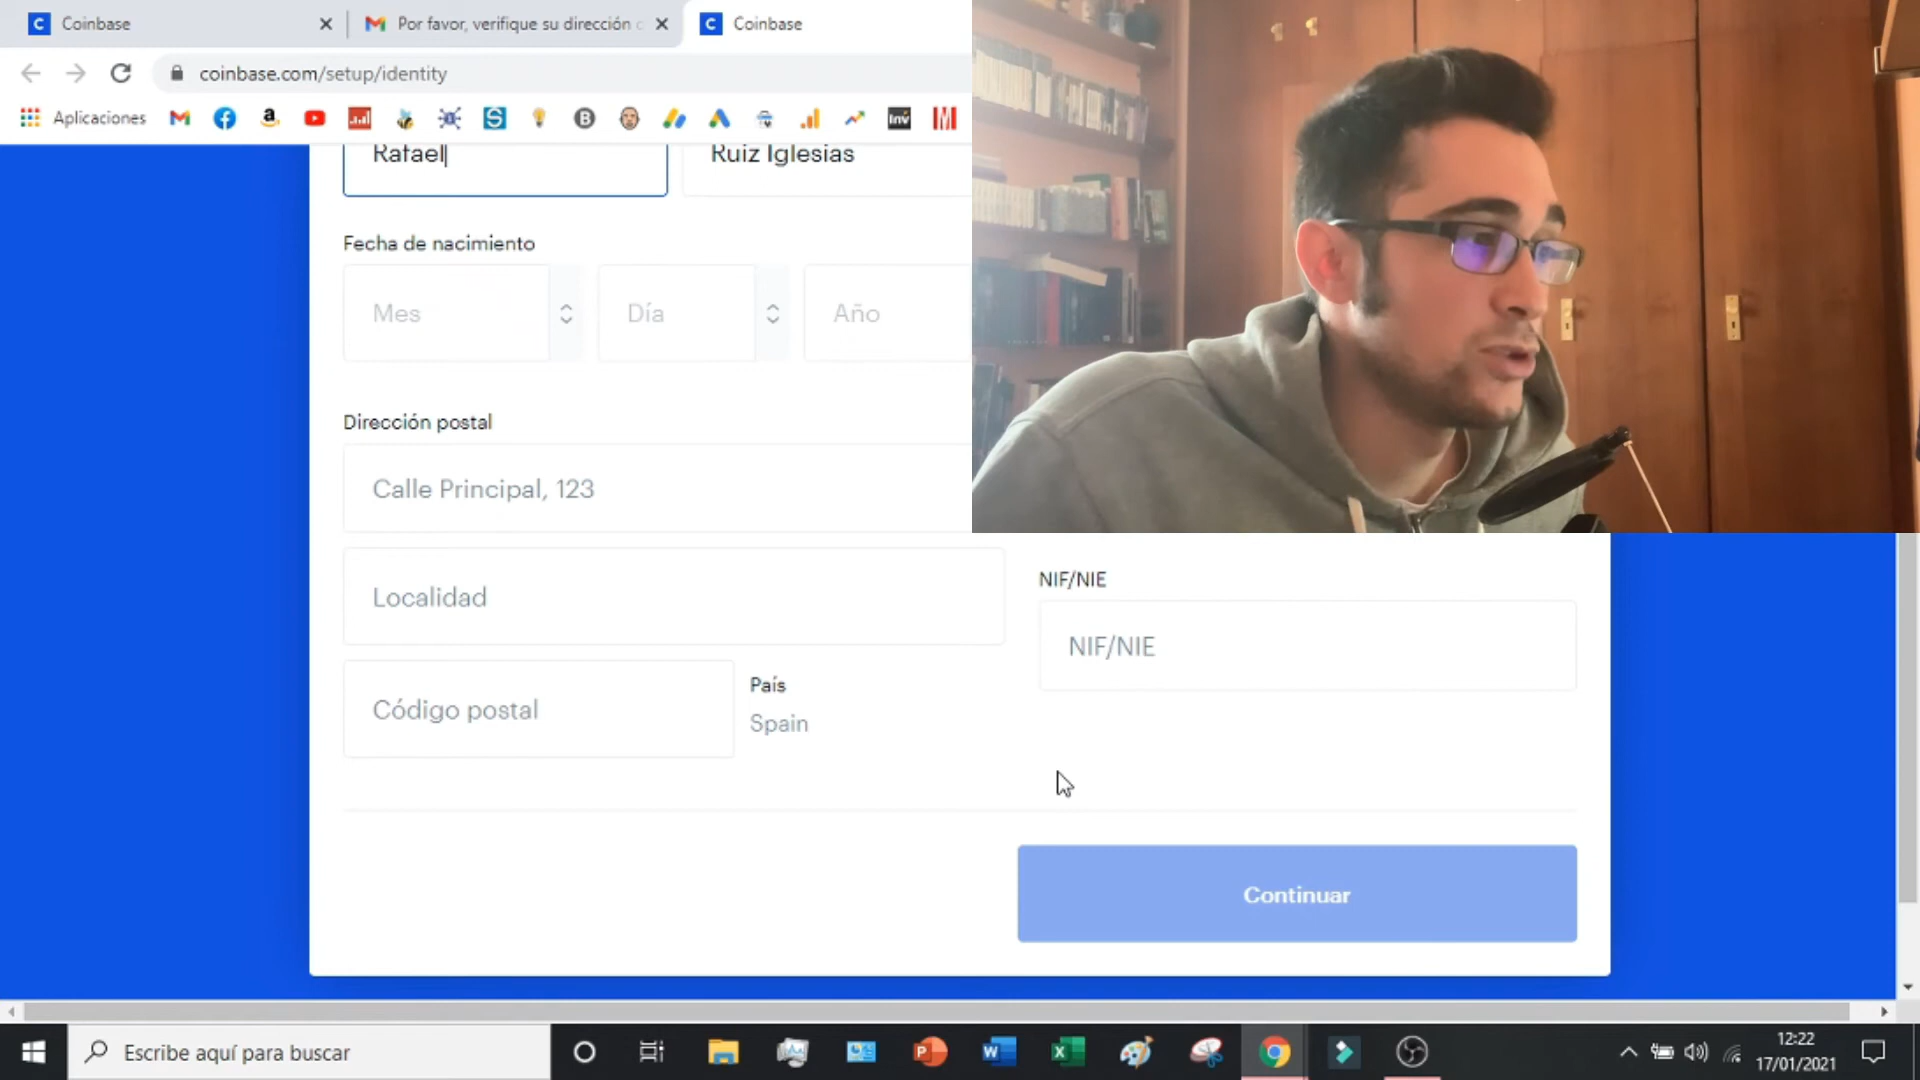 Coinbase
Por favor, verifique su dirección
Coinbase
coinbase.com/setup/identity
Aplicaciones
Inv
Rafael
Ruiz Iglesias
Fecha de nacimiento
Mes
Día
Año
Dirección postal
Calle Principal, 123
Localidad
NIF/NIE
NIF/NIE
Código postal
País
Spain
Continuar
Escribe aquí para buscar
12:22
17/01/2021